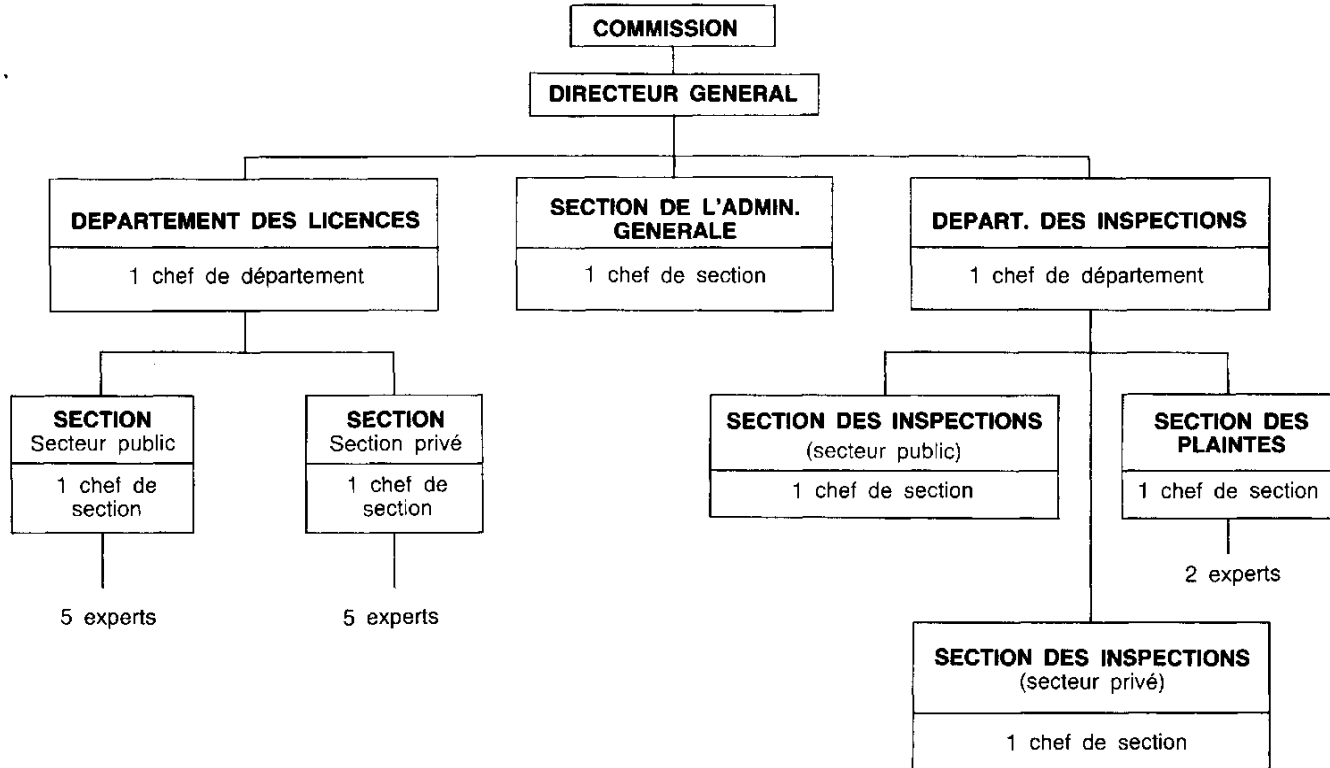 COMMISSION
DIRECTEUR GENERAL
DEPARTEMENT DES LICENCES
1 chef de département
SECTION DE L'ADMIN.
GENERALE
1 chef de section
DEPART. DES INSPECTIONS
1 chef de département
SECTION
Secteur public
1 chef de
section
5 experts
SECTION
Section privé
1 chef de
section
5 experts
SECTION DES INSPECTIONS
(secteur public)
1 chef de section
SECTION DES
PLAINTES
1 chef de section
2 experts
SECTION DES INSPECTIONS
(secteur privé)
1 chef de section